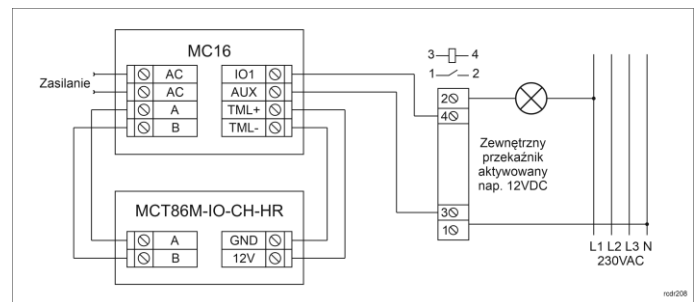 MC16
Zasilanie
AC IO1
AC AUX
A TML+
B TML-
MCT86M-IO-CH-HR
A GND
B 12V
3 4
1 2
2
4
3
1
Zewnętrzny
przekaźnik
aktywowany
nap. 12VDC
L1 L2 L3 N
230VAC
rodr208